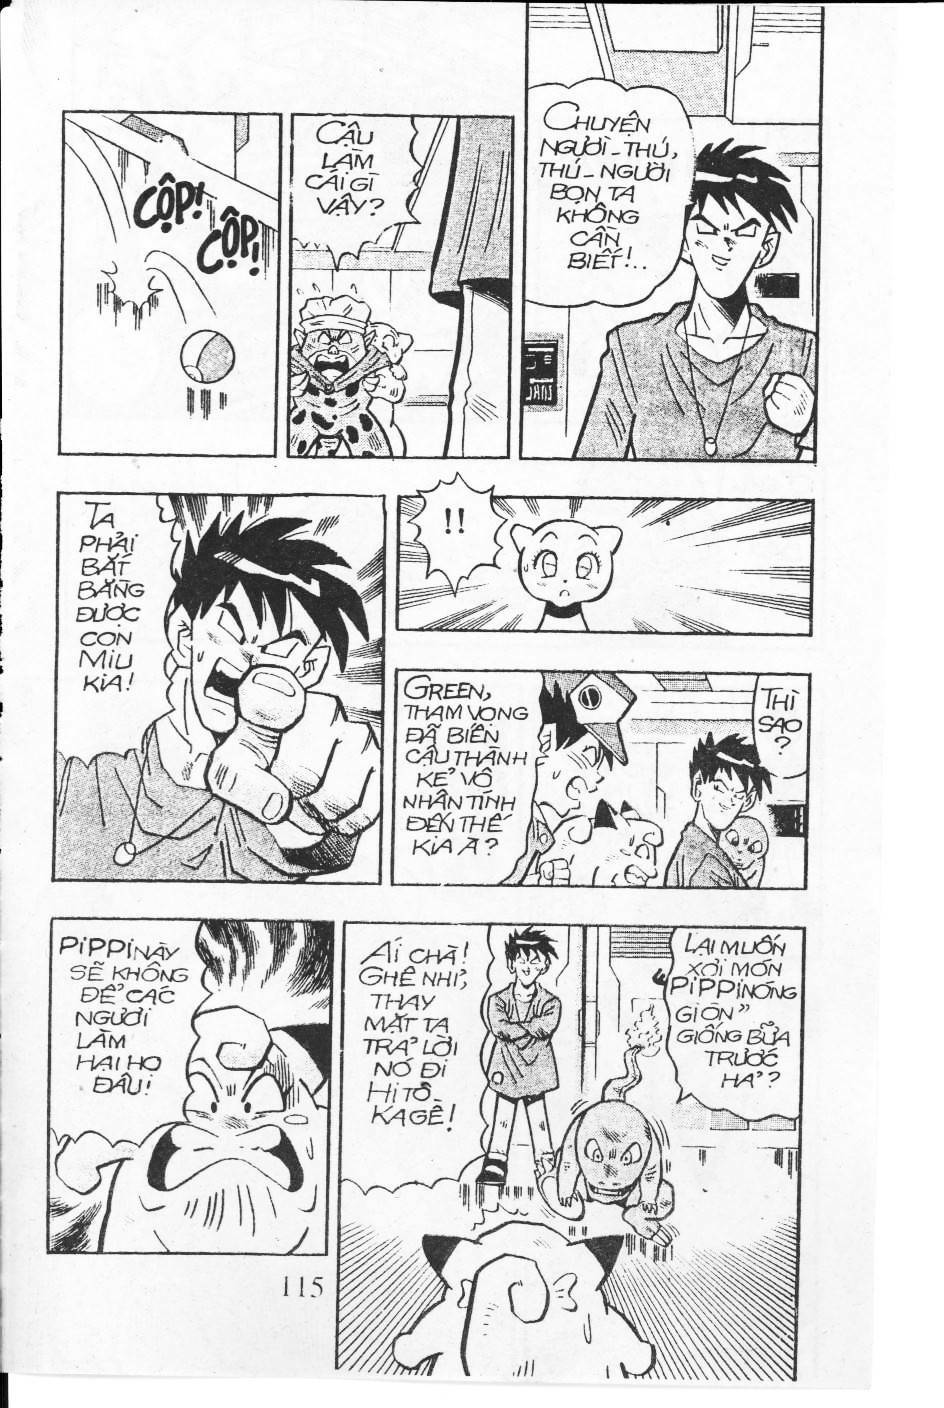 CHUYỆN
NGƯỜI-THÚ,
THÚ-NGƯỜI
BỌN TA
KHÔNG
CẦN
BIẾT!..
CẬU
LÀM
CÁI GÌ
VẬY?
CỘP!
CỘP!
!!
TA
PHẢI
BẮT
BẰNG
ĐƯỢC
CON
MIU
KIA!
THÌ
SAO
?
GREEN,
THAM VỌNG
ĐÃ BIẾN
CẬU THÀNH
KẺ VÔ
NHÂN TÍNH
ĐẾN THẾ
KIA À?
LẠI MUỐN
XƠI MÓN
"PIPPI NÓNG
GIÒN"
GIỐNG BỮA
TRƯỚC
HẢ?
ÁI CHÀ!
GHÊ NHỈ,
THAY
MẶT TA
TRẢ LỜI
NÓ ĐI
HITÔ-
KAGÊ!
PIPPI NÀY
SẼ KHÔNG
ĐỂ CÁC
NGƯƠI
LÀM
HẠI HỌ
ĐÂU!
115